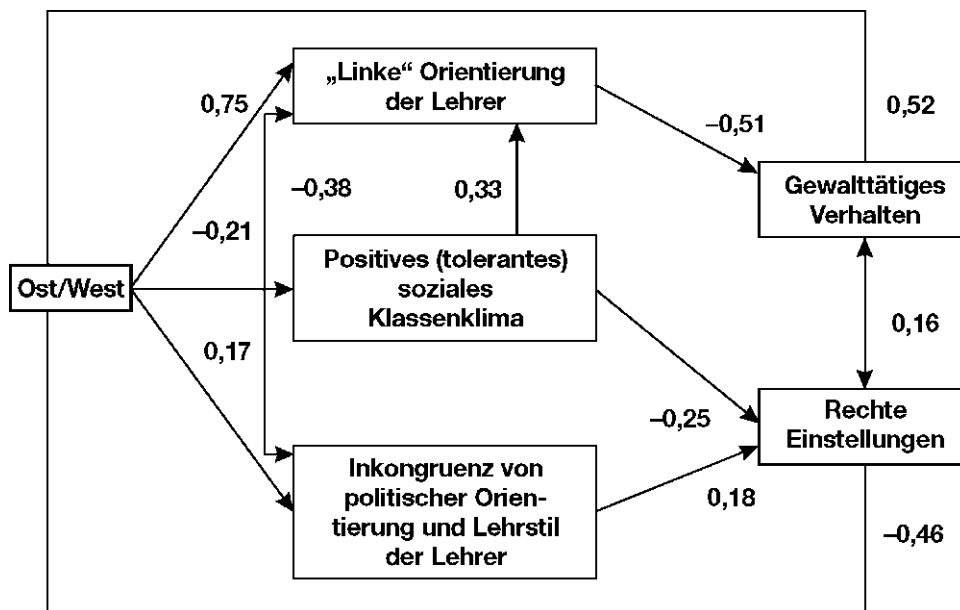 „Linke“ Orientierung
der Lehrer
0,75
0,52
–0,51
–0,38
0,33
Gewalttätiges
Verhalten
–0,21
Positives (tolerantes)
soziales
Klassenklima
Ost/West
0,16
0,17
Rechte
Einstellungen
–0,25
Inkongruenz von
politischer Orien-
tierung und Lehrstil
der Lehrer
0,18
–0,46